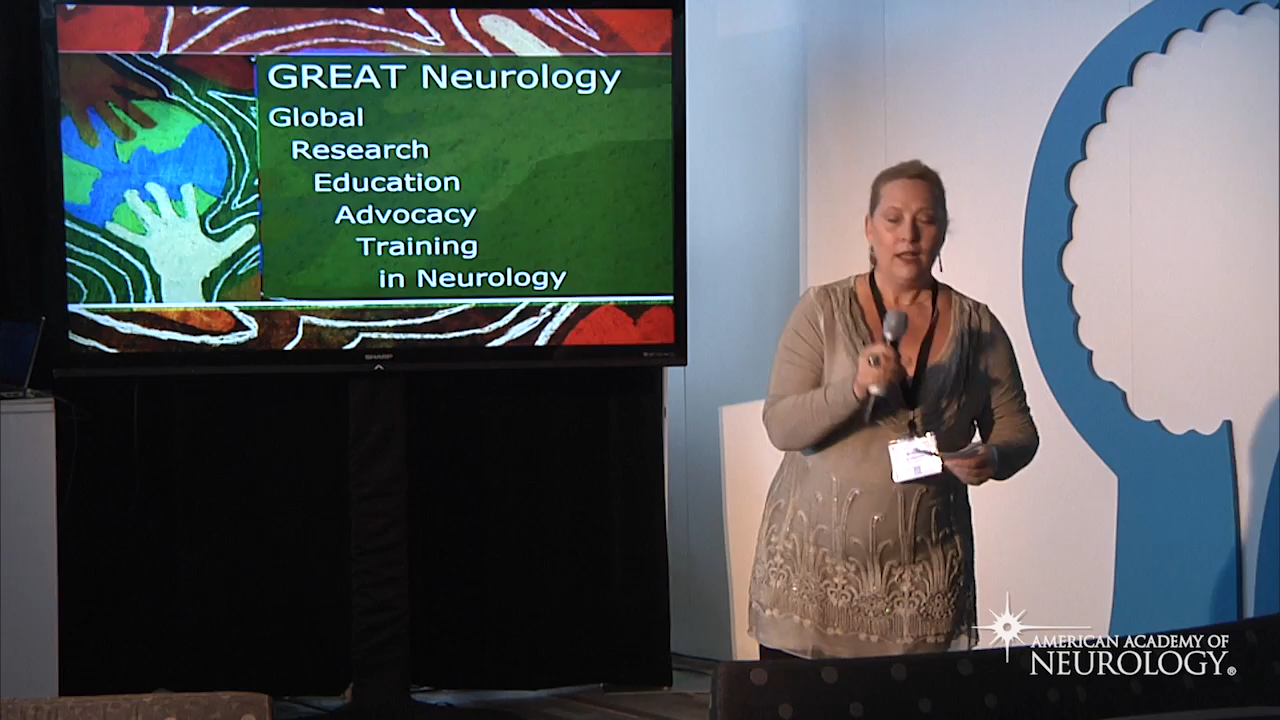 GREAT Neurology
Global
Research
Education
Advocacy
Training
in Neurology
SHARP
AMERICAN ACADEMY OF
NEUROLOGY®